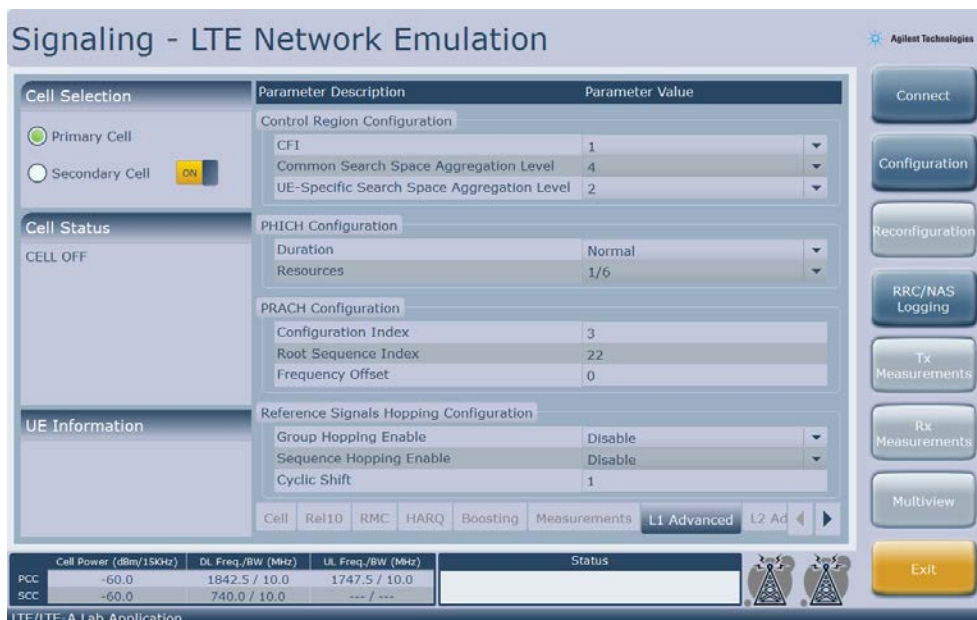 Signaling - LTE Network Emulation
Agilent Technologies
Cell Selection
Primary Cell
Secondary Cell
ON
Cell Status
CELL OFF
UE Information
Parameter Description Parameter Value
Control Region Configuration
CFI 1
Common Search Space Aggregation Level 4
UE-Specific Search Space Aggregation Level 2
PHICH Configuration
Duration Normal
Resources 1/6
PRACH Configuration
Configuration Index 3
Root Sequence Index 22
Frequency Offset 0
Reference Signals Hopping Configuration
Group Hopping Enable Disable
Sequence Hopping Enable Disable
Cyclic Shift 1
Cell Rel10 RMC HARQ Boosting Measurements L1 Advanced L2 Ad
Connect
Configuration
Reconfiguration
RRC/NAS
Logging
Tx
Measurements
Rx
Measurements
Multiview
Exit
Cell Power (dBm/15KHz) DL Freq./BW (MHz) UL Freq./BW (MHz) Status
PCC -60.0 1842.5 / 10.0 1747.5 / 10.0
SCC -60.0 740.0 / 10.0 --- / ---
LTE/LTE-A Lab Application